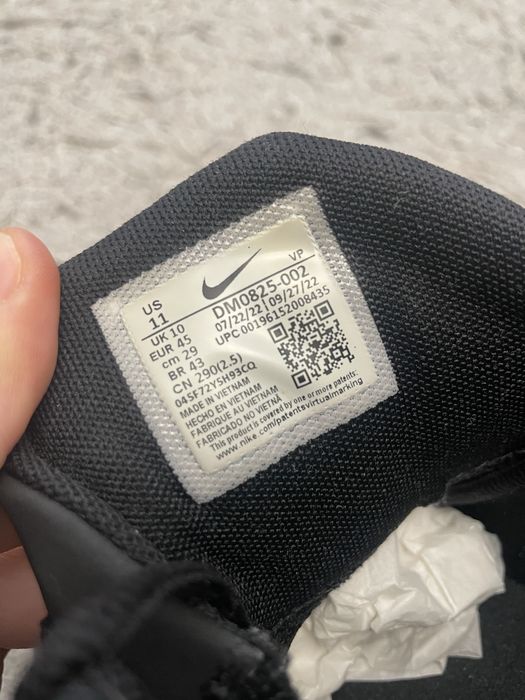 US
11
UK 10
EUR 45
cm 29
BR 43
CN 290(2.5)
04SF72YSH93CQ
MADE IN VIETNAM
HECHO EN VIETNAM
FABRIQUE AU VIETNAM
FABRICADO NO VIETNÃ
This product is covered by one or more patents:
www.nike.com/patentsvirtualmarking
VP
DM0825-002
07/22/22 | 09/27/22
UPC 00196152008435